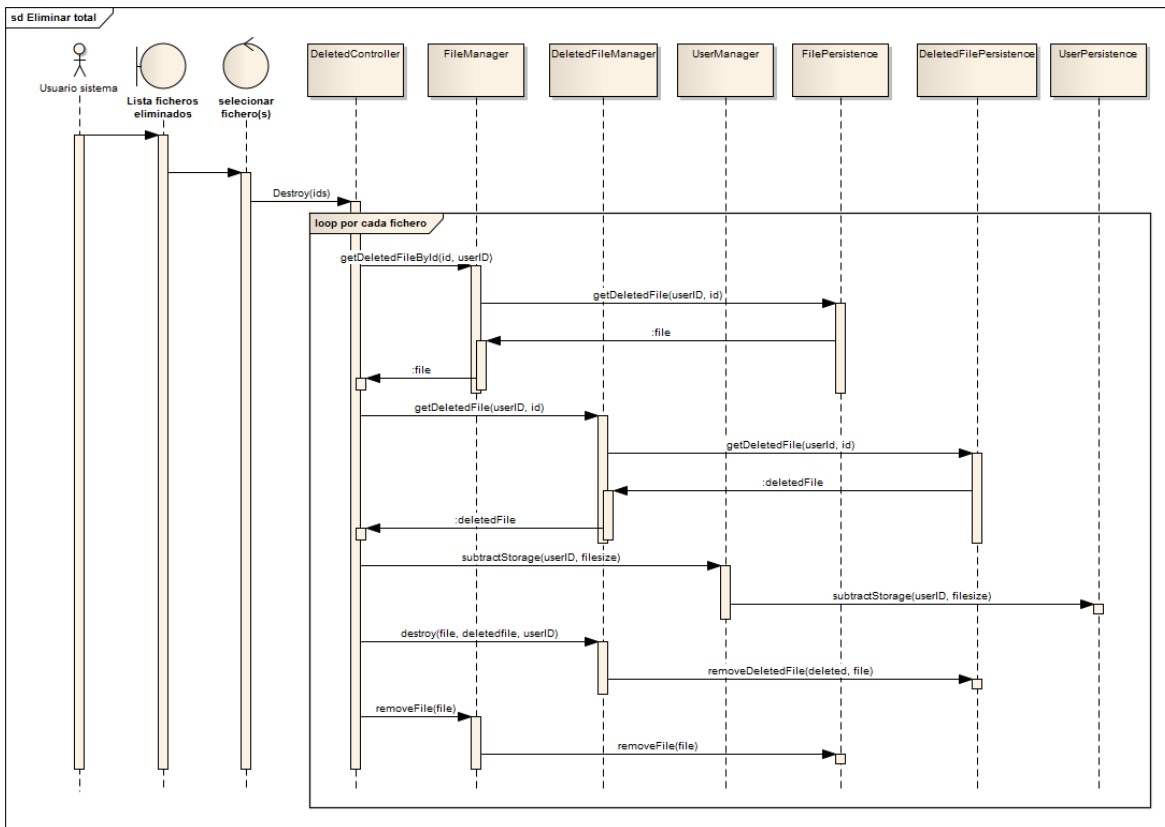 sd Eliminar total
Usuario sistema
Lista ficheros
eliminados
selecionar
fichero(s)
DeletedController
FileManager
DeletedFileManager
UserManager
FilePersistence
DeletedFilePersistence
UserPersistence
Destroy(ids)
loop por cada fichero
getDeletedFileById(id, userID)
getDeletedFile(userID, id)
:file
:file
getDeletedFile(userID, id)
getDeletedFile(userId, id)
:deletedFile
:deletedFile
subtractStorage(userID, filesize)
subtractStorage(userID, filesize)
destroy(file, deletedfile, userID)
removeDeletedFile(deleted, file)
removeFile(file)
removeFile(file)